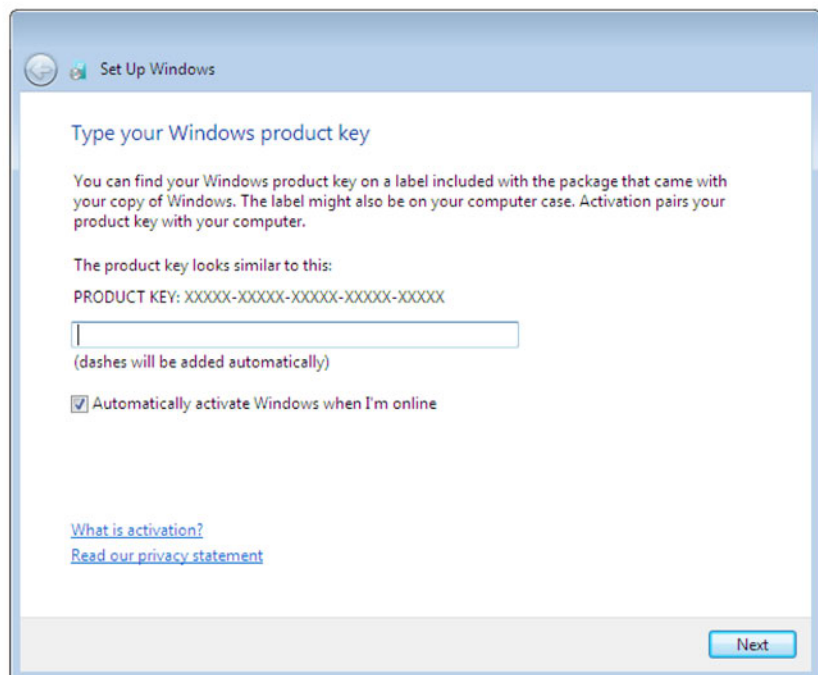 Set Up Windows
Type your Windows product key
You can find your Windows product key on a label included with the package that came with
your copy of Windows. The label might also be on your computer case. Activation pairs your
product key with your computer.
The product key looks similar to this:
PRODUCT KEY: XXXXX-XXXXX-XXXXX-XXXXX-XXXXX
(dashes will be added automatically)
Automatically activate Windows when I'm online
What is activation?
Read our privacy statement
Next